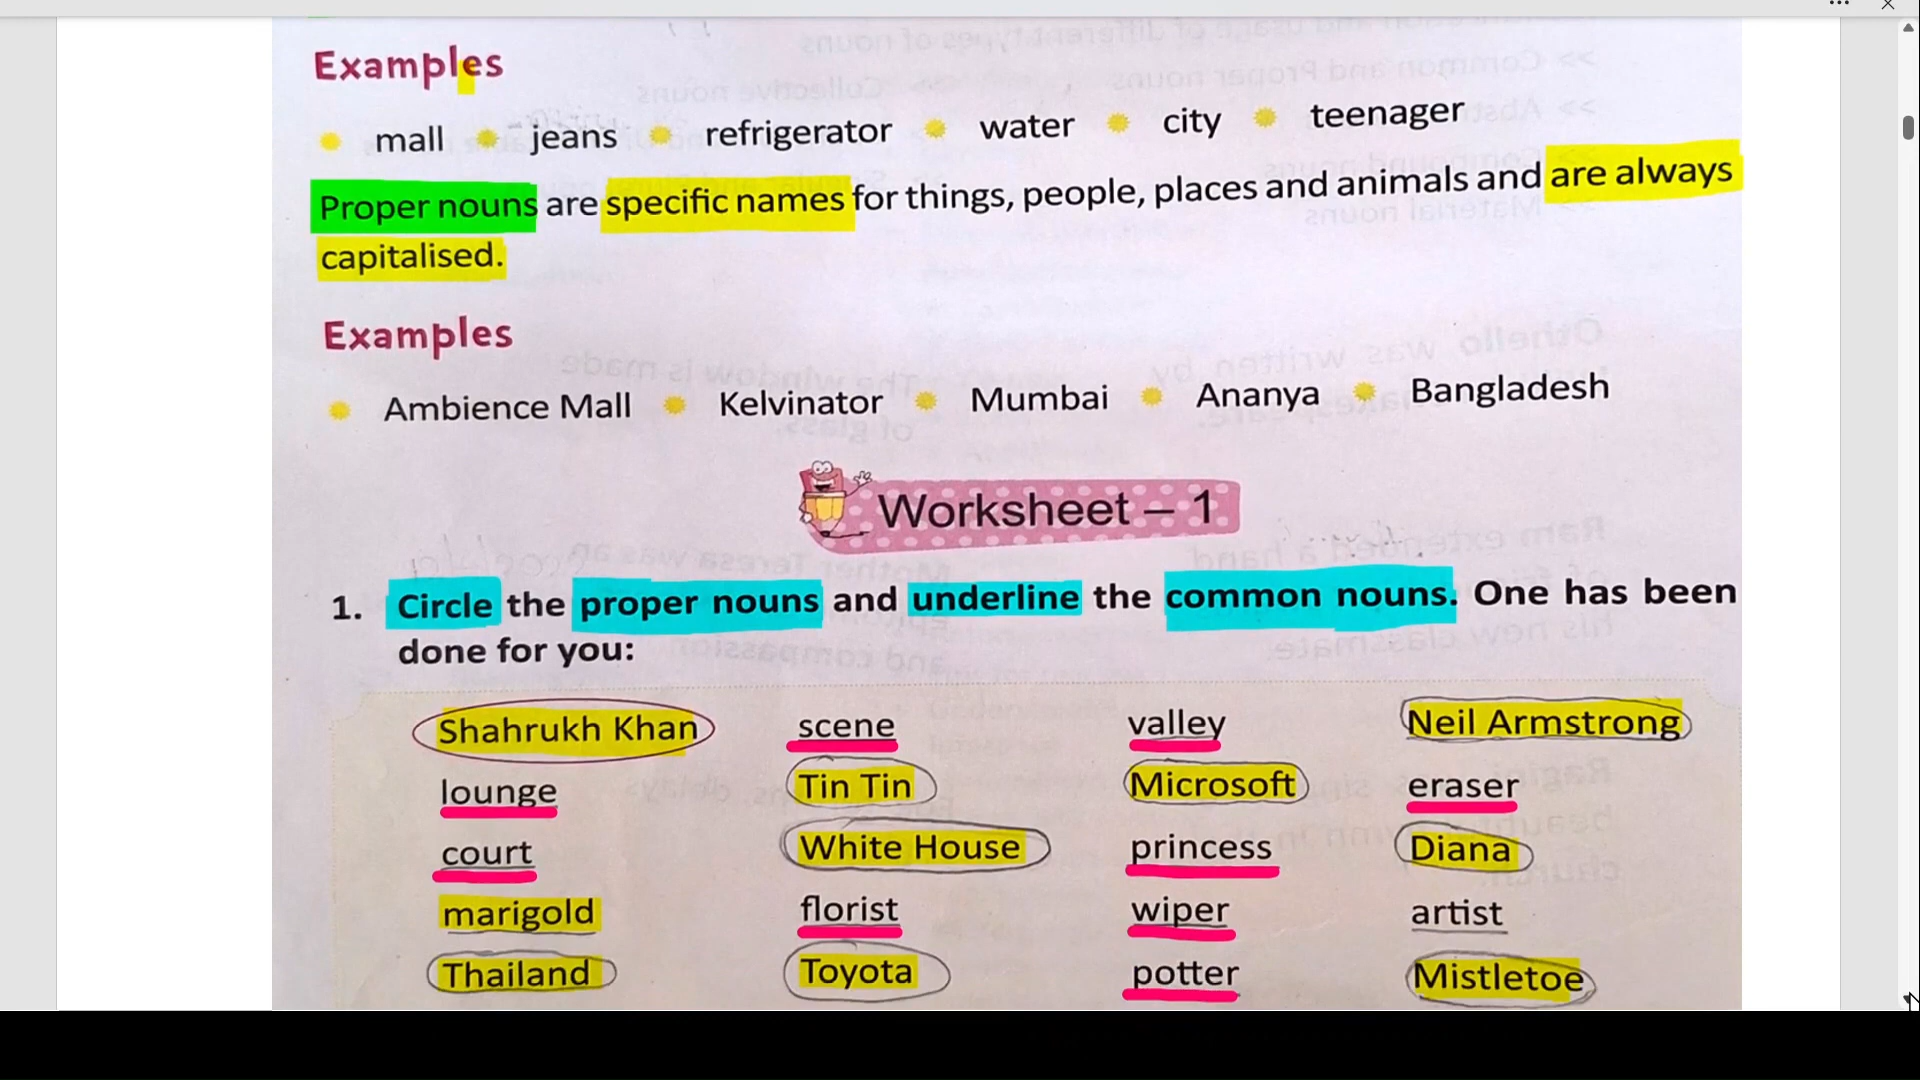 Examples
mall jeans refrigerator water city teenager
Proper nouns are specific names for things, people, places and animals and are always
capitalised.
Examples
Ambience Mall Kelvinator Mumbai Ananya Bangladesh
Worksheet – 1
1. Circle the proper nouns and underline the common nouns. One has been
done for you:
Shahrukh Khan scene valley Neil Armstrong
lounge Tin Tin Microsoft eraser
court White House princess Diana
marigold florist wiper artist
Thailand Toyota potter Mistletoe